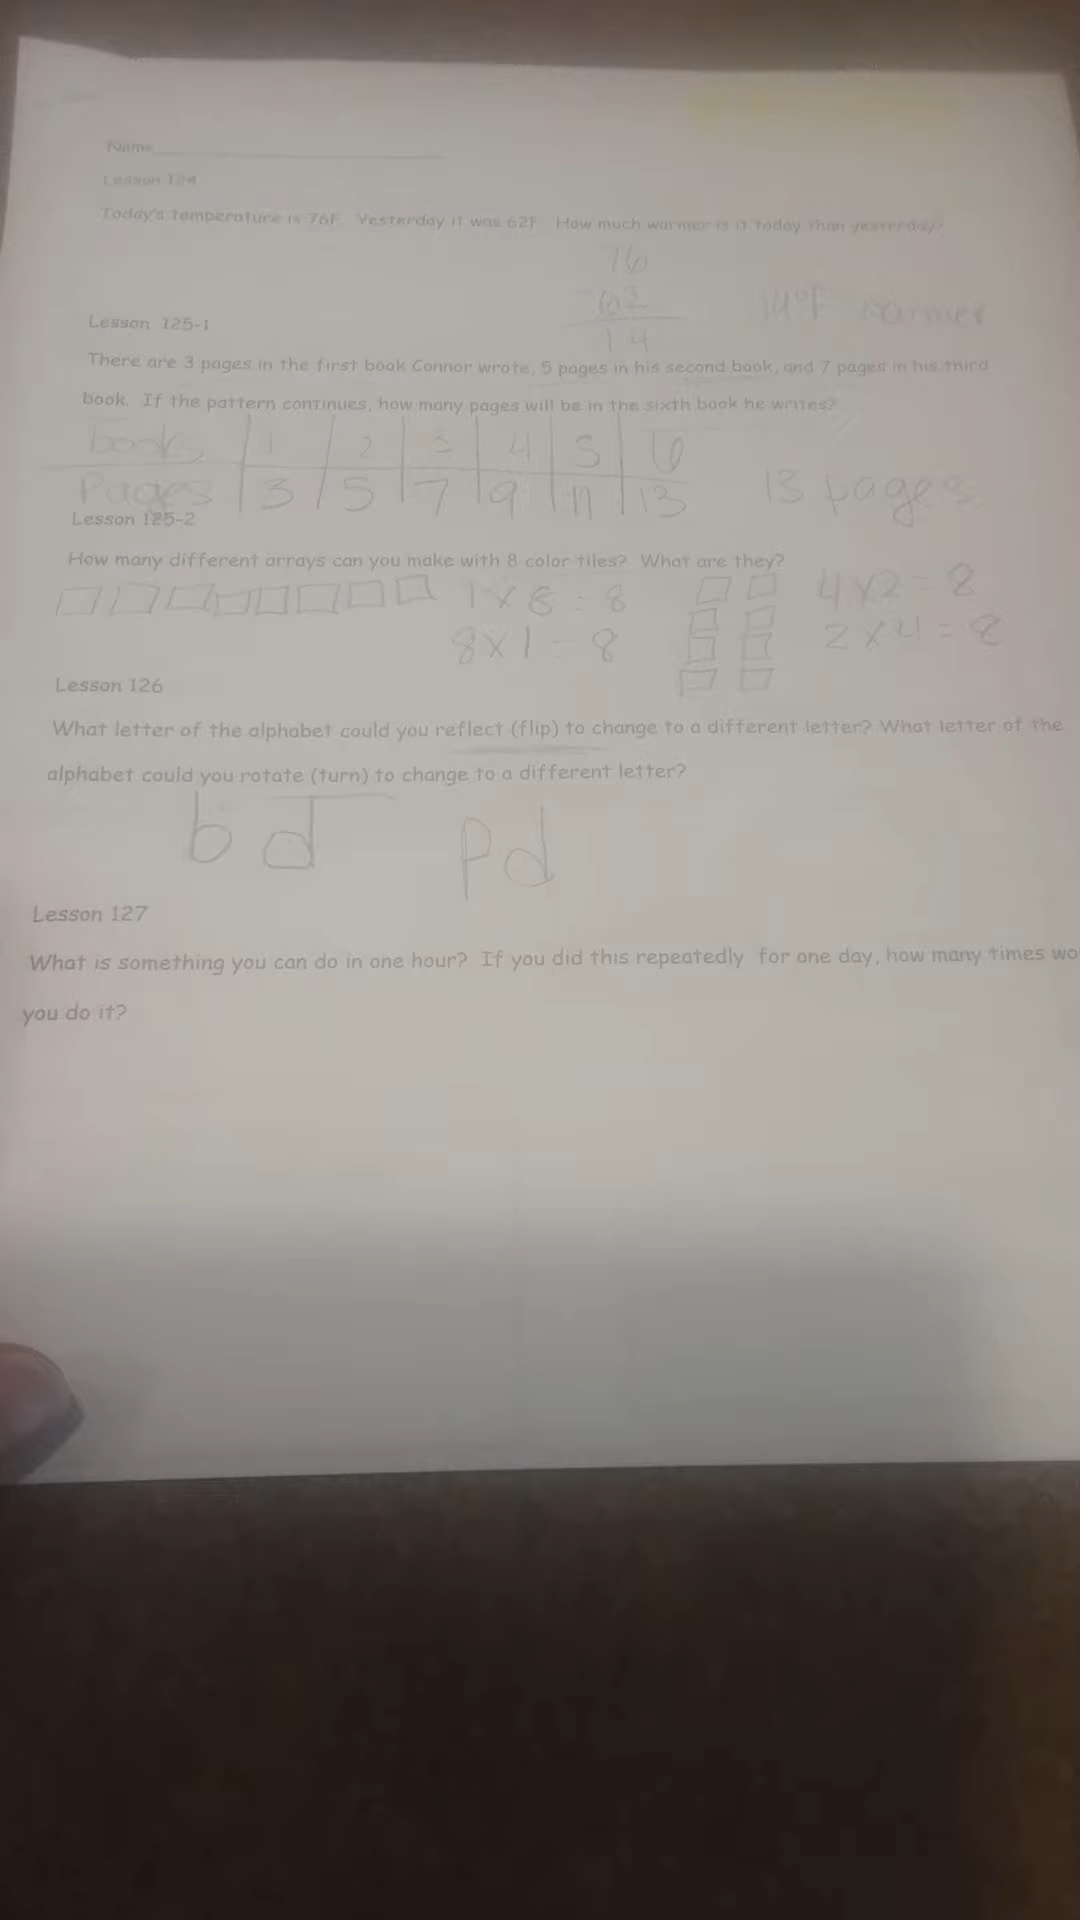 Name
Lesson 124
Today's temperature is 76F. Yesterday it was 62F. How much warmer is it today than yesterday?
76
- 62
14
14°F warmer
Lesson 125-1
There are 3 pages in the first book Connor wrote, 5 pages in his second book, and 7 pages in his third
book. If the pattern continues, how many pages will be in the sixth book he writes?
books 1 2 3 4 5 6
Pages 3 5 7 9 11 13
13 pages
Lesson 125-2
How many different arrays can you make with 8 color tiles? What are they?
1 x 8 = 8
8 x 1 = 8
4 x 2 = 8
2 x 4 = 8
Lesson 126
What letter of the alphabet could you reflect (flip) to change to a different letter? What letter of the
alphabet could you rotate (turn) to change to a different letter?
b d
p d
Lesson 127
What is something you can do in one hour? If you did this repeatedly for one day, how many times wo
you do it?